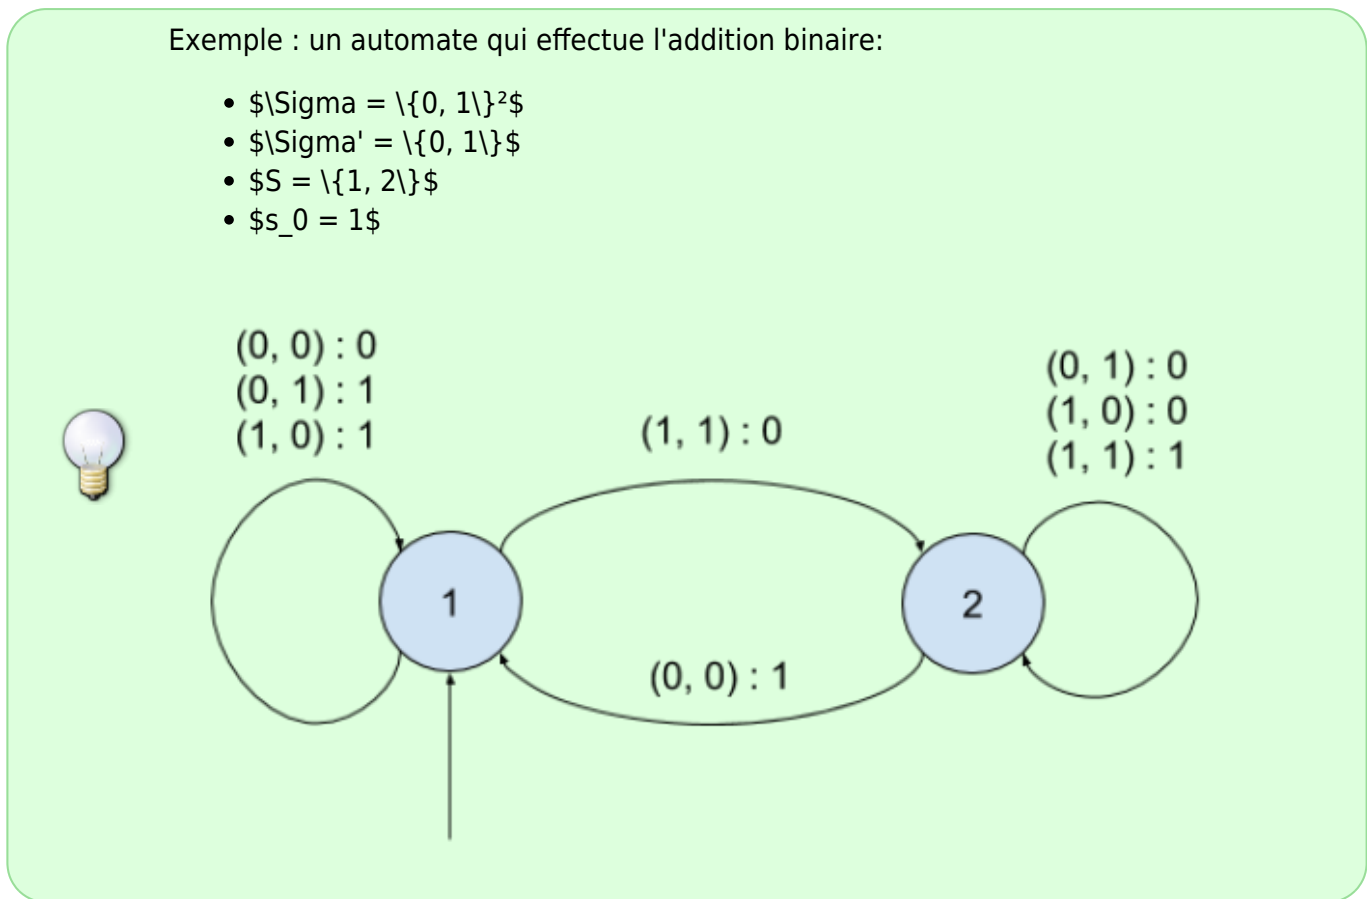 Exemple : un automate qui effectue l'addition binaire:
• $\Sigma = \{0, 1\}²$
• $\Sigma' = \{0, 1\}$
• $S = \{1, 2\}$
• $s_0 = 1$
(0, 0) : 0
(0, 1) : 1
(1, 0) : 1
(1, 1) : 0
(0, 1) : 0
(1, 0) : 0
(1, 1) : 1
1
2
(0, 0) : 1